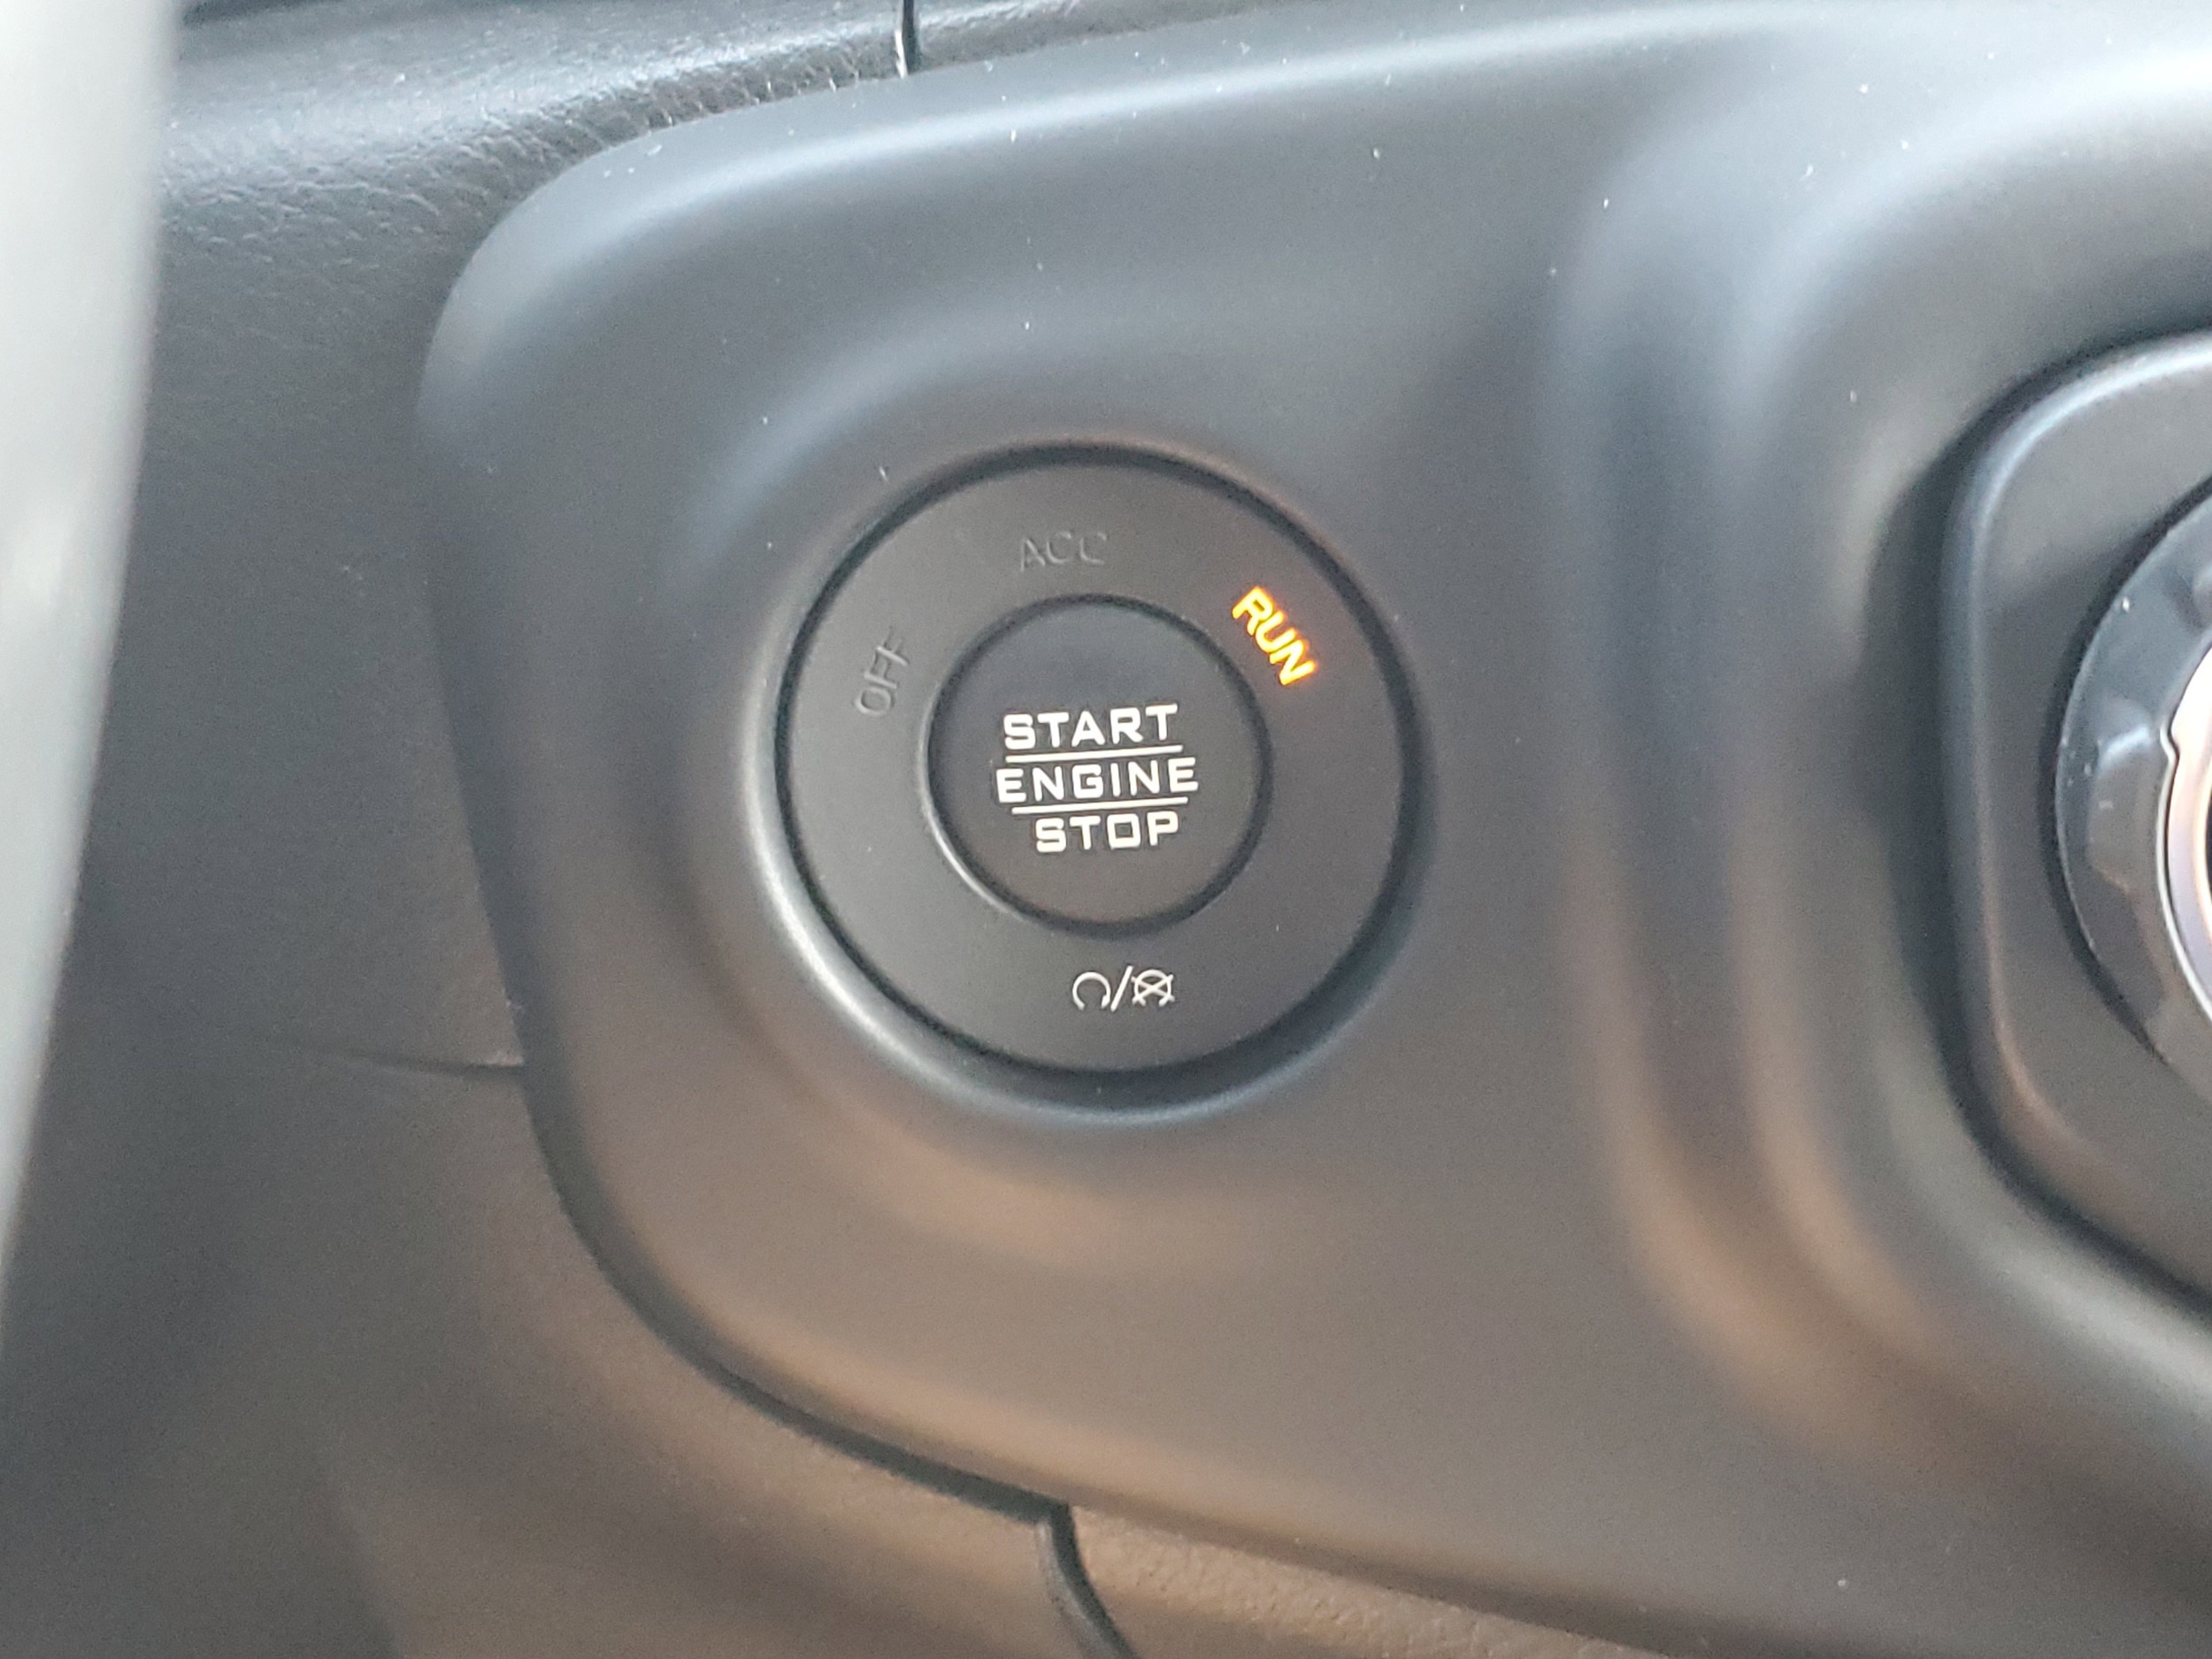 ACC
OFF
RUN
START
ENGINE
STOP